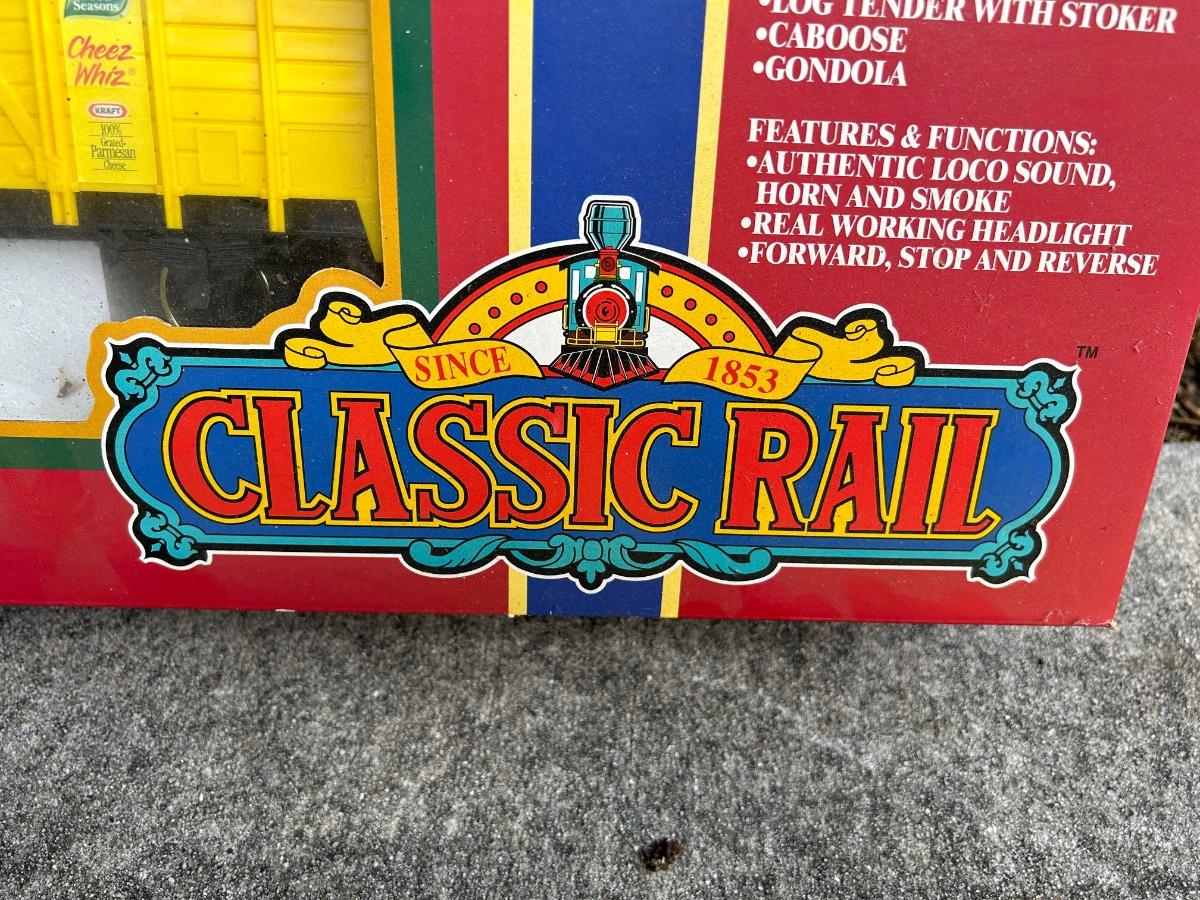 Seasons
Cheez
Whiz®
KRAFT
100%
Grated
Parmesan
Cheese
•LOG TENDER WITH STOKER
•CABOOSE
•GONDOLA
FEATURES & FUNCTIONS:
•AUTHENTIC LOCO SOUND,
HORN AND SMOKE
•REAL WORKING HEADLIGHT
•FORWARD, STOP AND REVERSE
SINCE 1853
CLASSIC RAIL
TM